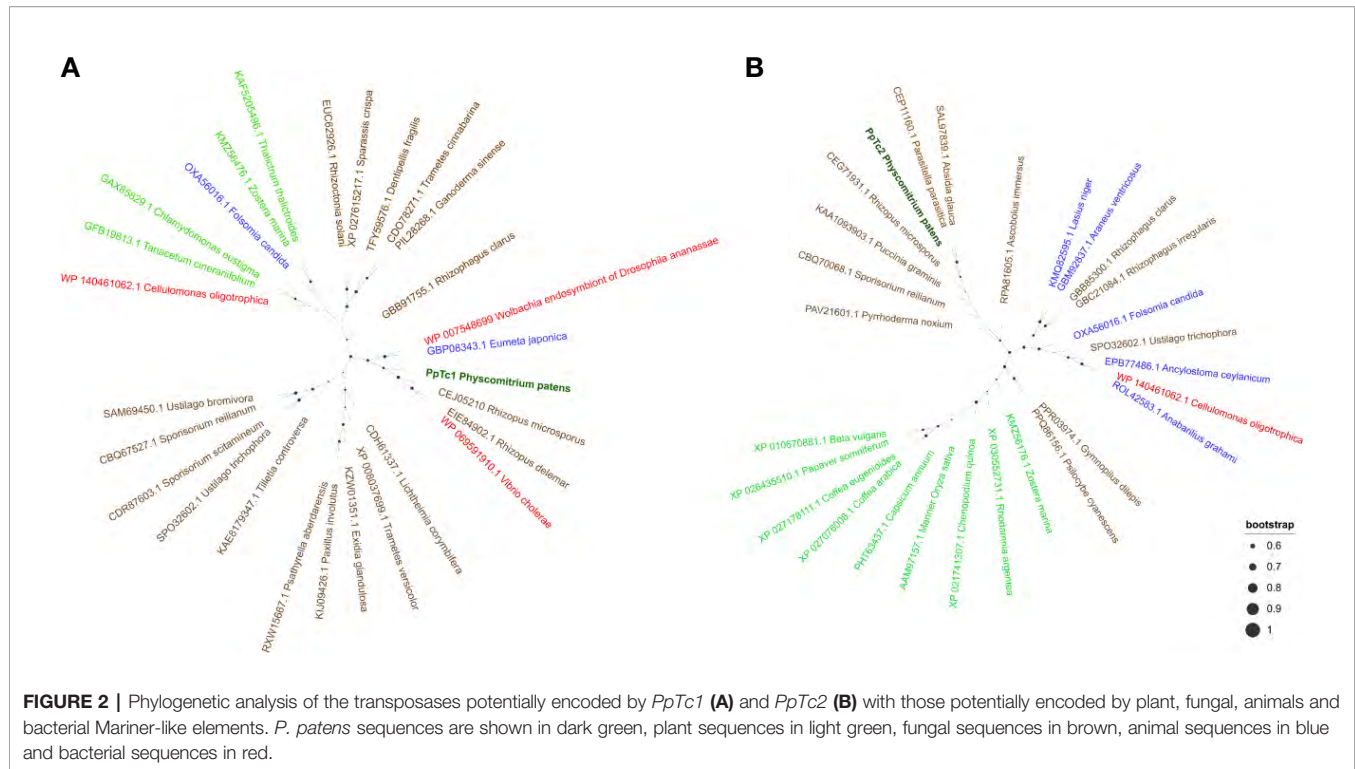 A
KAF5205496.1 Thalictrum thalictroides
KMZ56476.1 Zostera marina
OXA56016.1 Folsomia candida
GAX85829.1 Chlamydomonas eustigma
GFB19813.1 Tanacetum cinerariifolium
WP 140461062.1 Cellulomonas oligotrophica
EUC62926.1 Rhizoctonia solani
XP 027615217.1 Sparassis crispa
TFY59576.1 Dentipellis fragilis
CDO78271.1 Trametes cinnabarina
PIL28268.1 Ganoderma sinense
GBB91755.1 Rhizophagus clarus
WP 007548699 Wolbachia endosymbiont of Drosophila ananassae
GBP08343.1 Eumeta japonica
PpTc1 Physcomitrium patens
CEJ05210 Rhizopus microsporus
EIE84902.1 Rhizopus delemar
WP 069591910.1 Vibrio cholerae
CDH61337.1 Lichtheimia corymbifera
XP 008037699.1 Trametes versicolor
KZW01351.1 Exidia glandulosa
KIJ09426.1 Paxillus involutus
RXW15667.1 Psathyrella aberdarensis
KAE8179347.1 Tilletia controversa
SPO32602.1 Ustilago trichophora
CDR87603.1 Sporisorium scitamineum
CBQ67527.1 Sporisorium reilianum
SAM69450.1 Ustilago bromivora
B
SAL97839.1 Absidia glauca
CEP11160.1 Parasitella parasitica
PpTc2 Physcomitrium patens
CEG71931.1 Rhizopus microsporus
KAA1093903.1 Puccinia graminis
CBQ70068.1 Sporisorium reilianum
PAV21601.1 Pyrrhoderma noxium
RPA81605.1 Ascobolus immersus
KMQ82595.1 Lasius niger
GBM92837.1 Araneus ventricosus
GBB85300.1 Rhizophagus clarus
GBC21084.1 Rhizophagus irregularis
OXA56016.1 Folsomia candida
SPO32602.1 Ustilago trichophora
EPB77486.1 Ancylostoma ceylanicum
WP 140461062.1 Cellulomonas oligotrophica
ROL42583.1 Anabarilius grahami
PPR03974.1 Gymnopilus dilepis
PPQ86156.1 Psilocybe cyanescens
KMZ56176.1 Zostera marina
XP 030552731.1 Rhodamnia argentea
XP 021741307.1 Chenopodium quinoa
AAM97157.1 Mariner Oryza sativa
PHT63437.1 Capsicum annuum
XP 027076008.1 Coffea arabica
XP 027178111.1 Coffea eugenioides
XP 026435510.1 Papaver somniferum
XP 010670881.1 Beta vulgaris
bootstrap
0.6
0.7
0.8
0.9
1
FIGURE 2 | Phylogenetic analysis of the transposases potentially encoded by PpTc1 (A) and PpTc2 (B) with those potentially encoded by plant, fungal, animals and
bacterial Mariner-like elements. P. patens sequences are shown in dark green, plant sequences in light green, fungal sequences in brown, animal sequences in blue
and bacterial sequences in red.